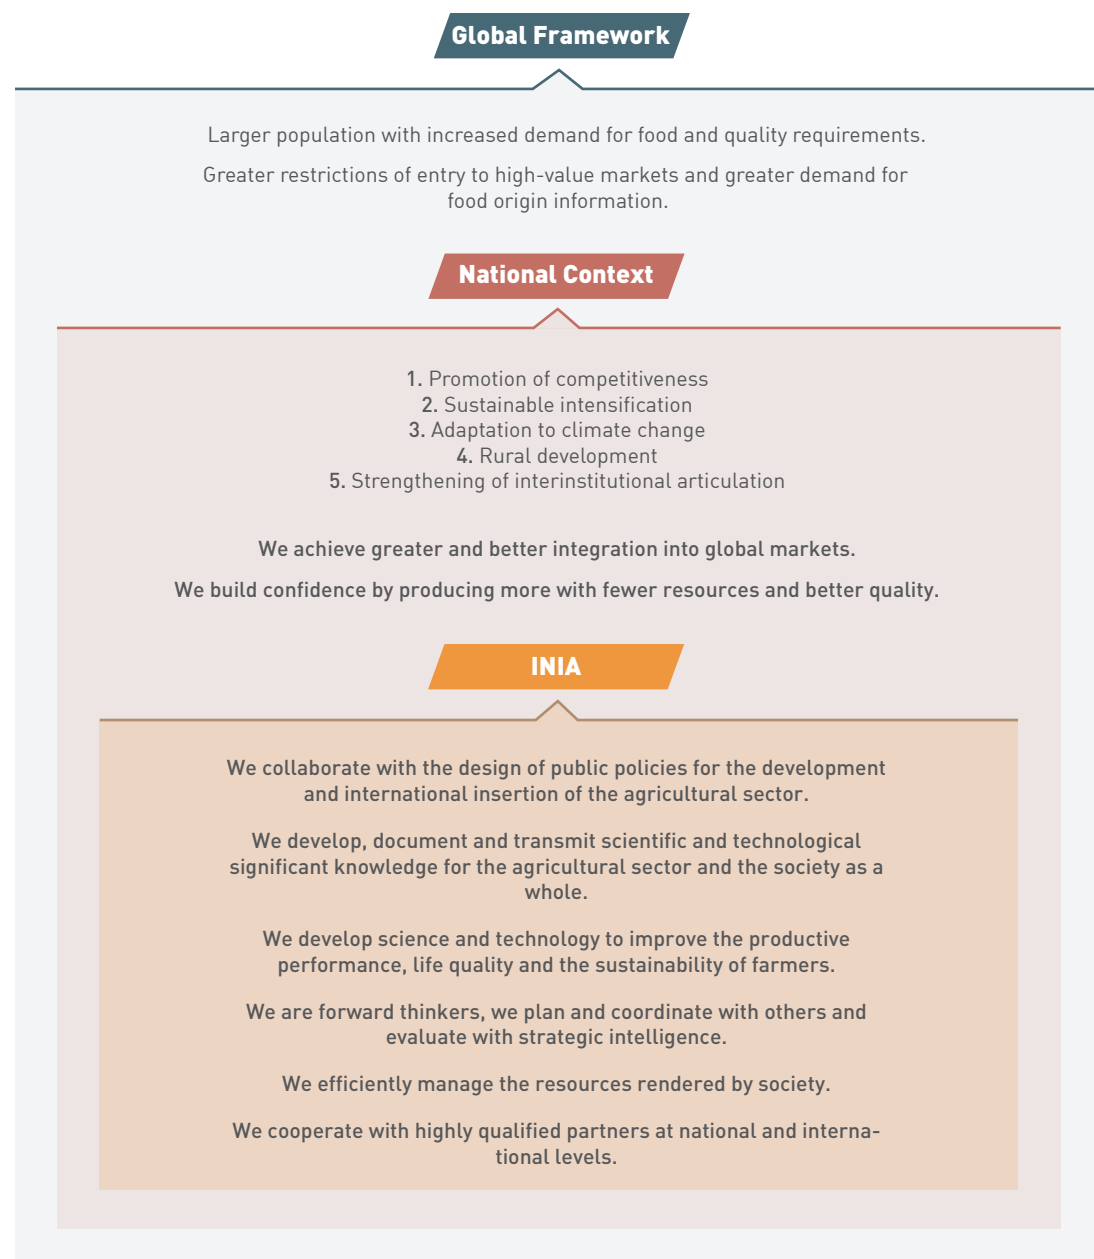 Global Framework
Larger population with increased demand for food and quality requirements.
Greater restrictions of entry to high-value markets and greater demand for
food origin information.
National Context
1. Promotion of competitiveness
2. Sustainable intensification
3. Adaptation to climate change
4. Rural development
5. Strengthening of interinstitutional articulation
We achieve greater and better integration into global markets.
We build confidence by producing more with fewer resources and better quality.
INIA
We collaborate with the design of public policies for the development
and international insertion of the agricultural sector.
We develop, document and transmit scientific and technological
significant knowledge for the agricultural sector and the society as a
whole.
We develop science and technology to improve the productive
performance, life quality and the sustainability of farmers.
We are forward thinkers, we plan and coordinate with others and
evaluate with strategic intelligence.
We efficiently manage the resources rendered by society.
We cooperate with highly qualified partners at national and interna-
tional levels.